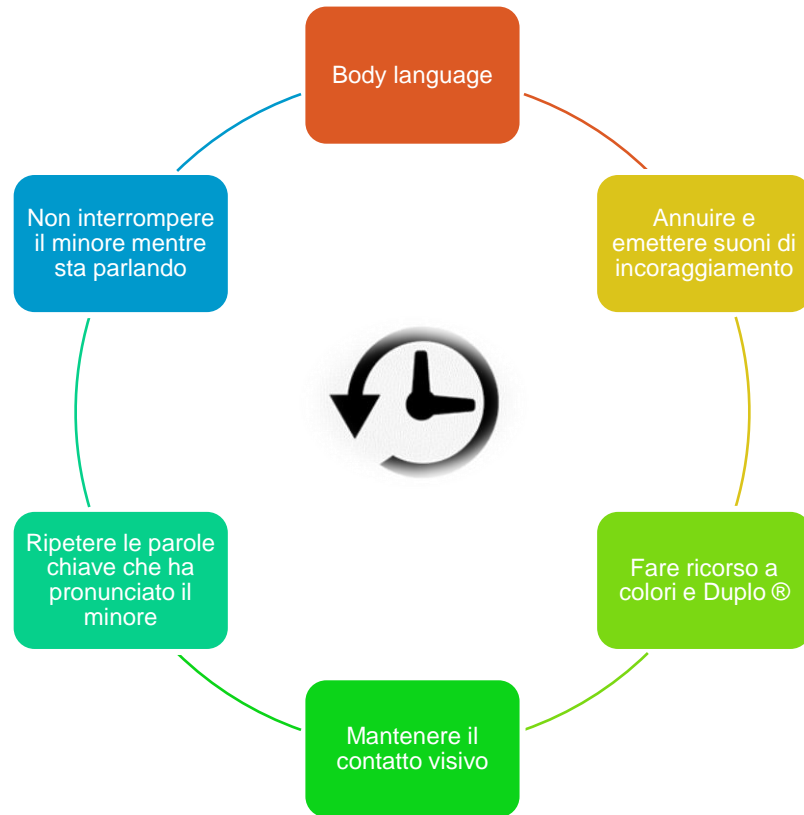 Body language
Annuire e
emettere suoni di
incoraggiamento
Fare ricorso a
colori e Duplo ®
Mantenere il
contatto visivo
Ripetere le parole
chiave che ha
pronunciato il
minore
Non interrompere
il minore mentre
sta parlando